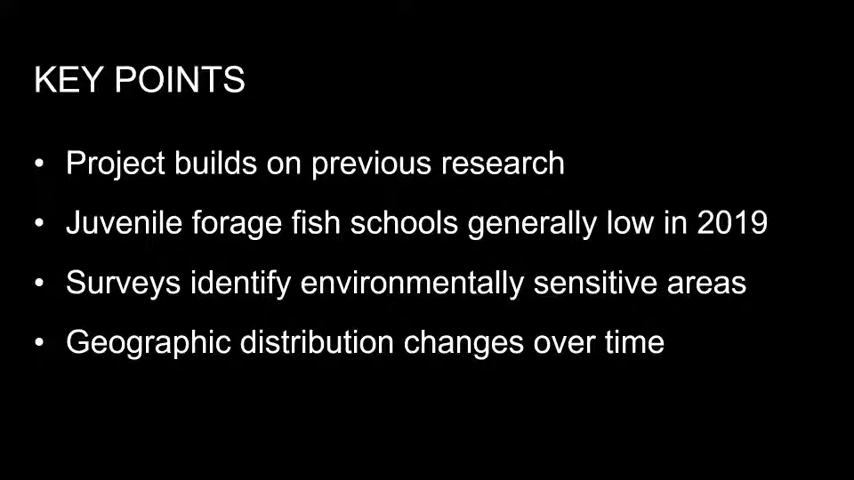 KEY POINTS
• Project builds on previous research
• Juvenile forage fish schools generally low in 2019
• Surveys identify environmentally sensitive areas
• Geographic distribution changes over time